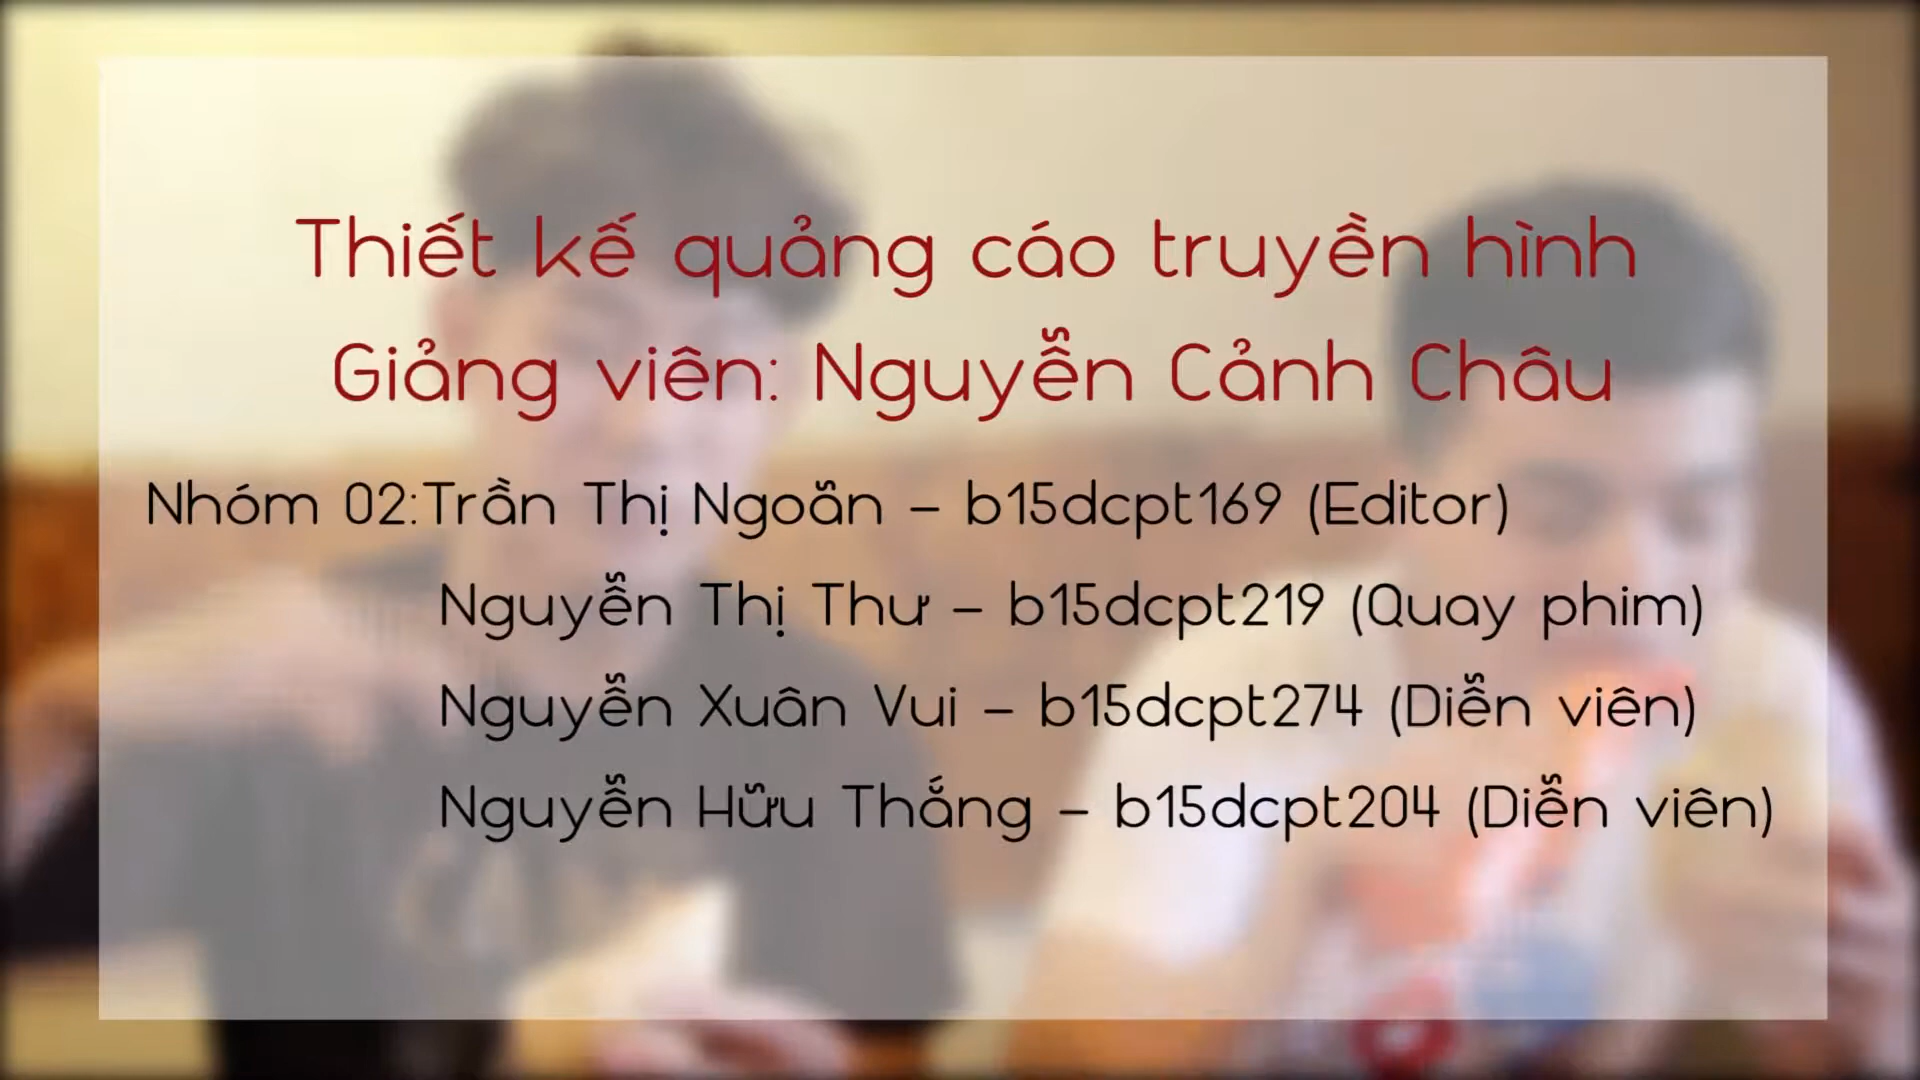 Thiết kế quảng cáo truyền hình
Giảng viên: Nguyễn Cảnh Châu
Nhóm 02:Trần Thị Ngoãn – b15dcpt169 (Editor)
Nguyễn Thị Thư – b15dcpt219 (Quay phim)
Nguyễn Xuân Vui – b15dcpt274 (Diễn viên)
Nguyễn Hữu Thắng – b15dcpt204 (Diễn viên)